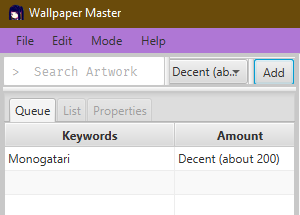 Wallpaper Master
File Edit Mode Help
> Search Artwork Decent (ab... Add
Queue List Properties
Keywords Amount
Monogatari Decent (about 200)